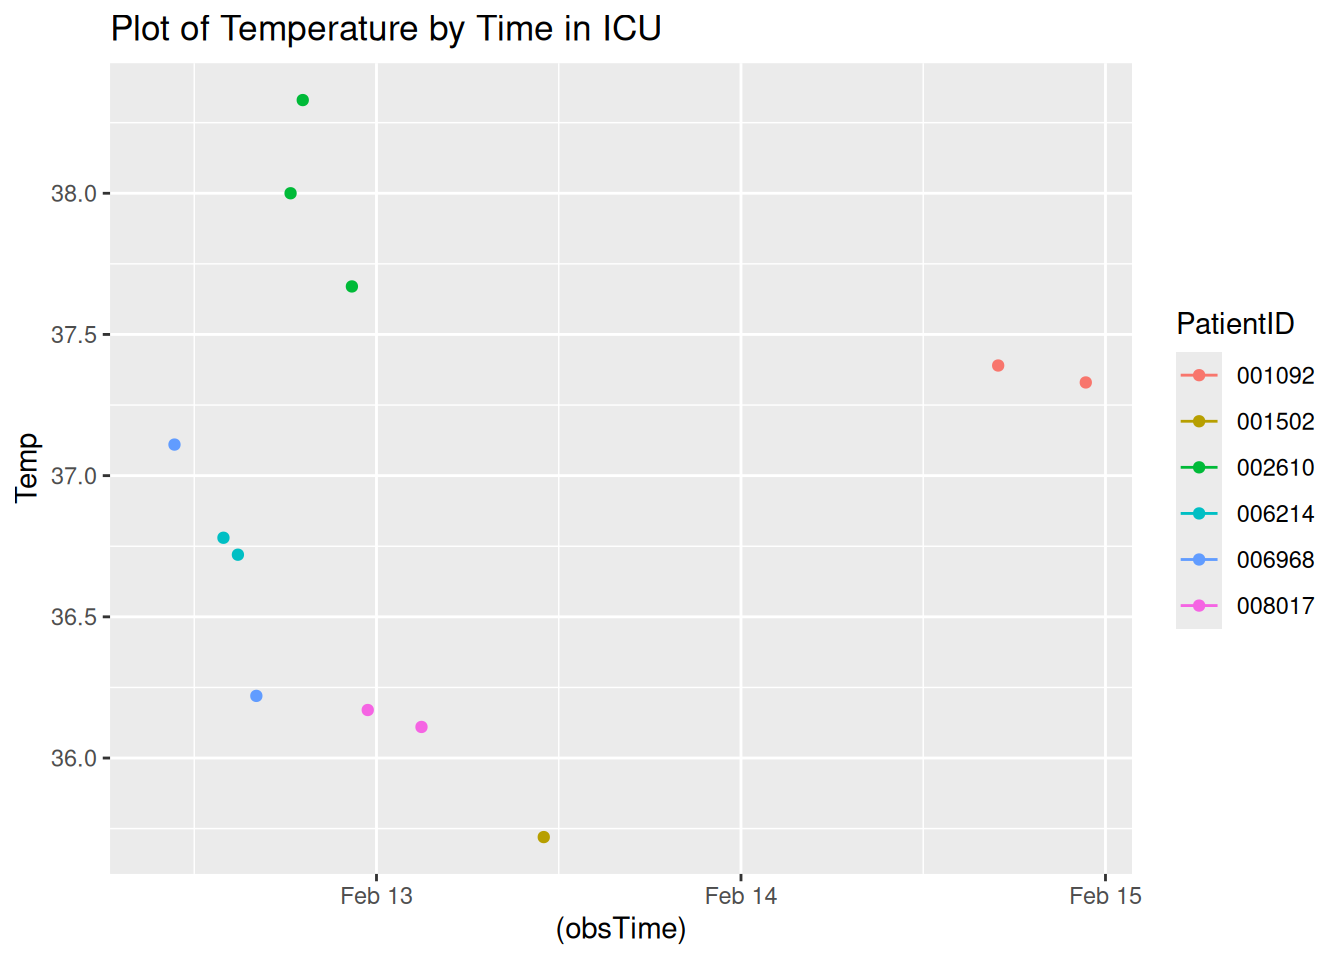 Plot of Temperature by Time in ICU
Temp
38.0
37.5
37.0
36.5
36.0
Feb 13
Feb 14
Feb 15
(obsTime)
PatientID
001092
001502
002610
006214
006968
008017